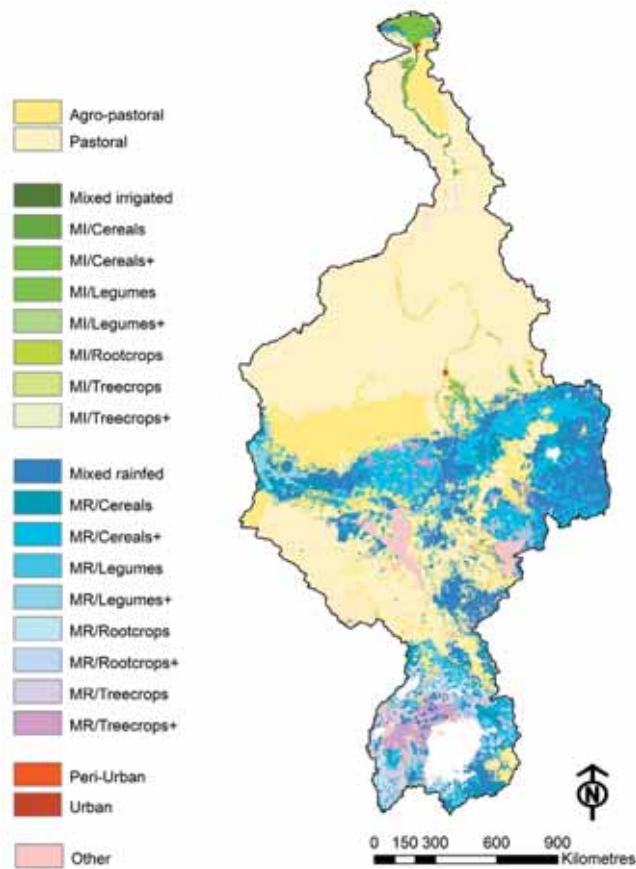 Agro-pastoral
Pastoral
Mixed irrigated
MI/Cereals
MI/Cereals+
MI/Legumes
MI/Legumes+
MI/Rootcrops
MI/Treecrops
MI/Treecrops+
Mixed rainfed
MR/Cereals
MR/Cereals+
MR/Legumes
MR/Legumes+
MR/Rootcrops
MR/Rootcrops+
MR/Treecrops
MR/Treecrops+
Peri-Urban
Urban
Other
N
0 150 300 600 900
Kilometres